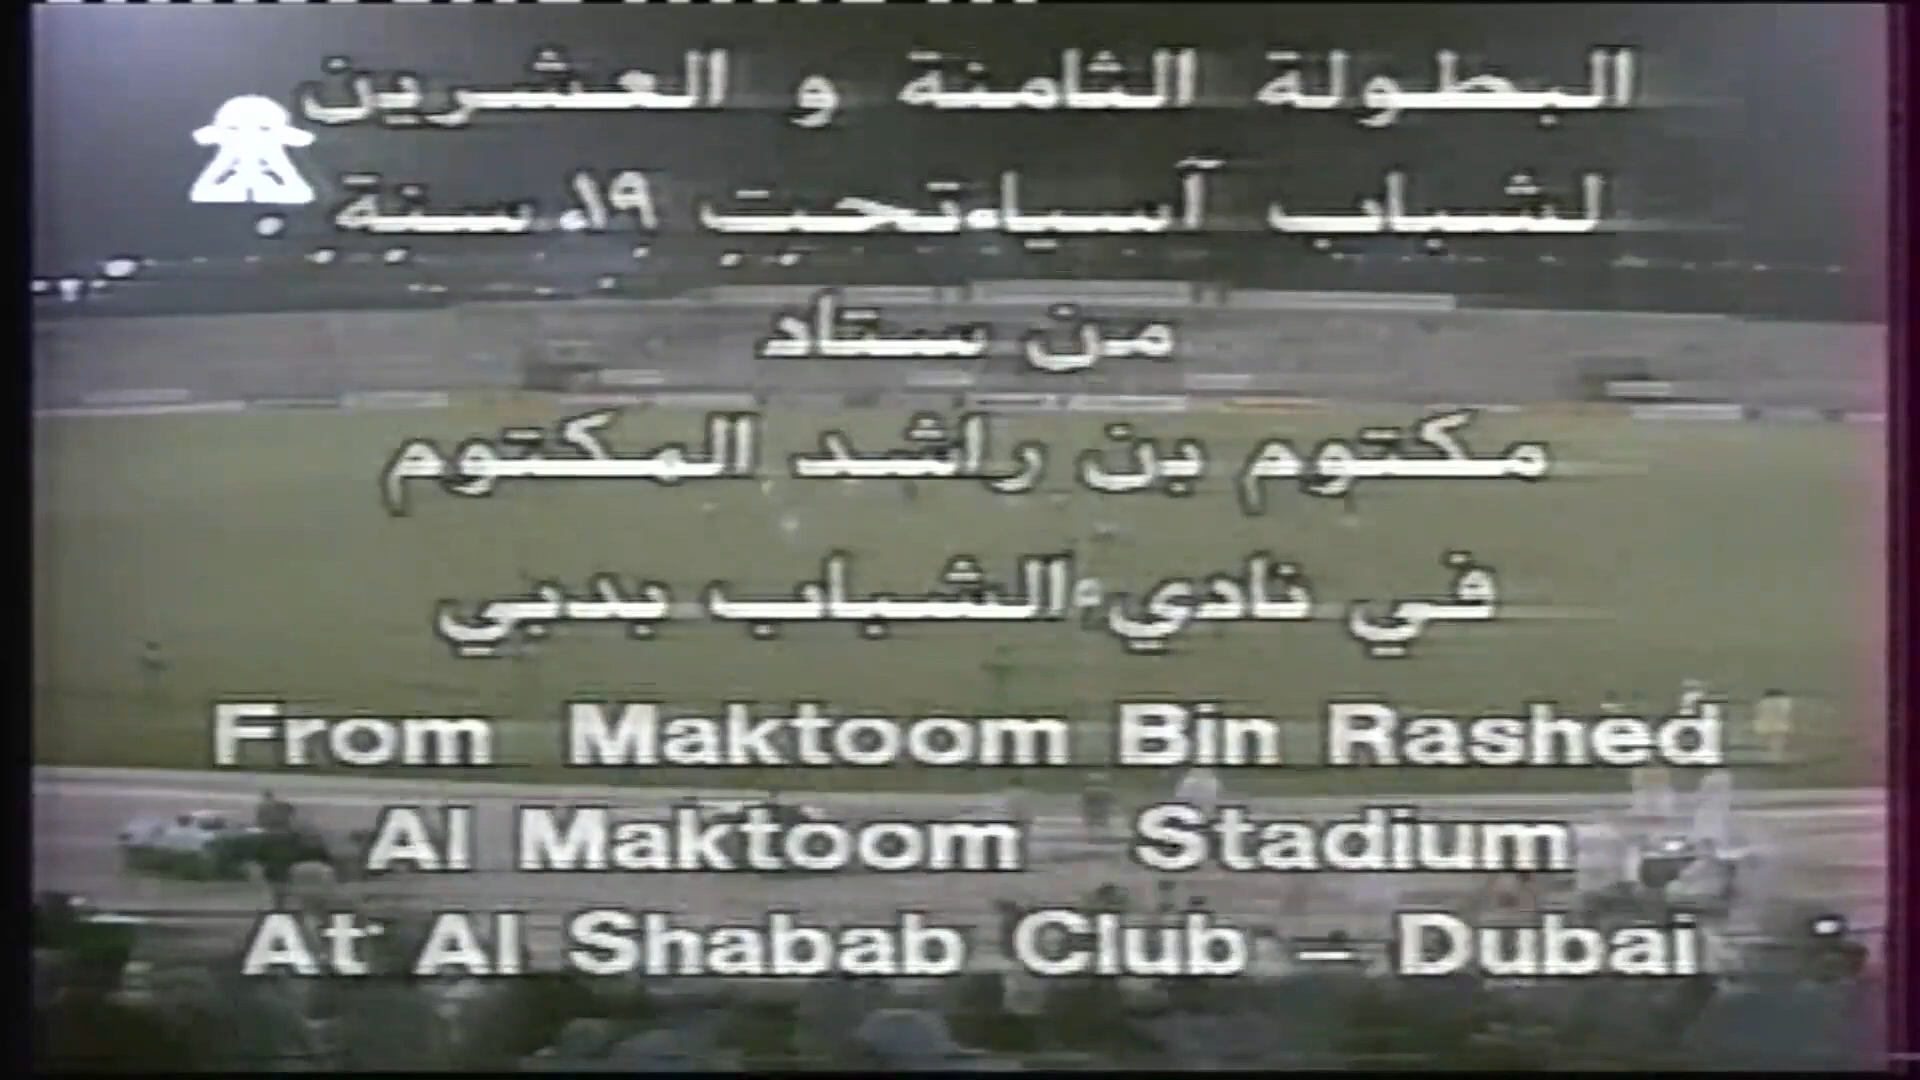 البطولة الثامنة و العشرين
لشباب آسيا تحت ١٩ سنة
من ستاد
مكتوم بن راشد المكتوم
في نادي الشباب بدبي
From Maktoom Bin Rashed
Al Maktoom Stadium
At Al Shabab Club - Dubai